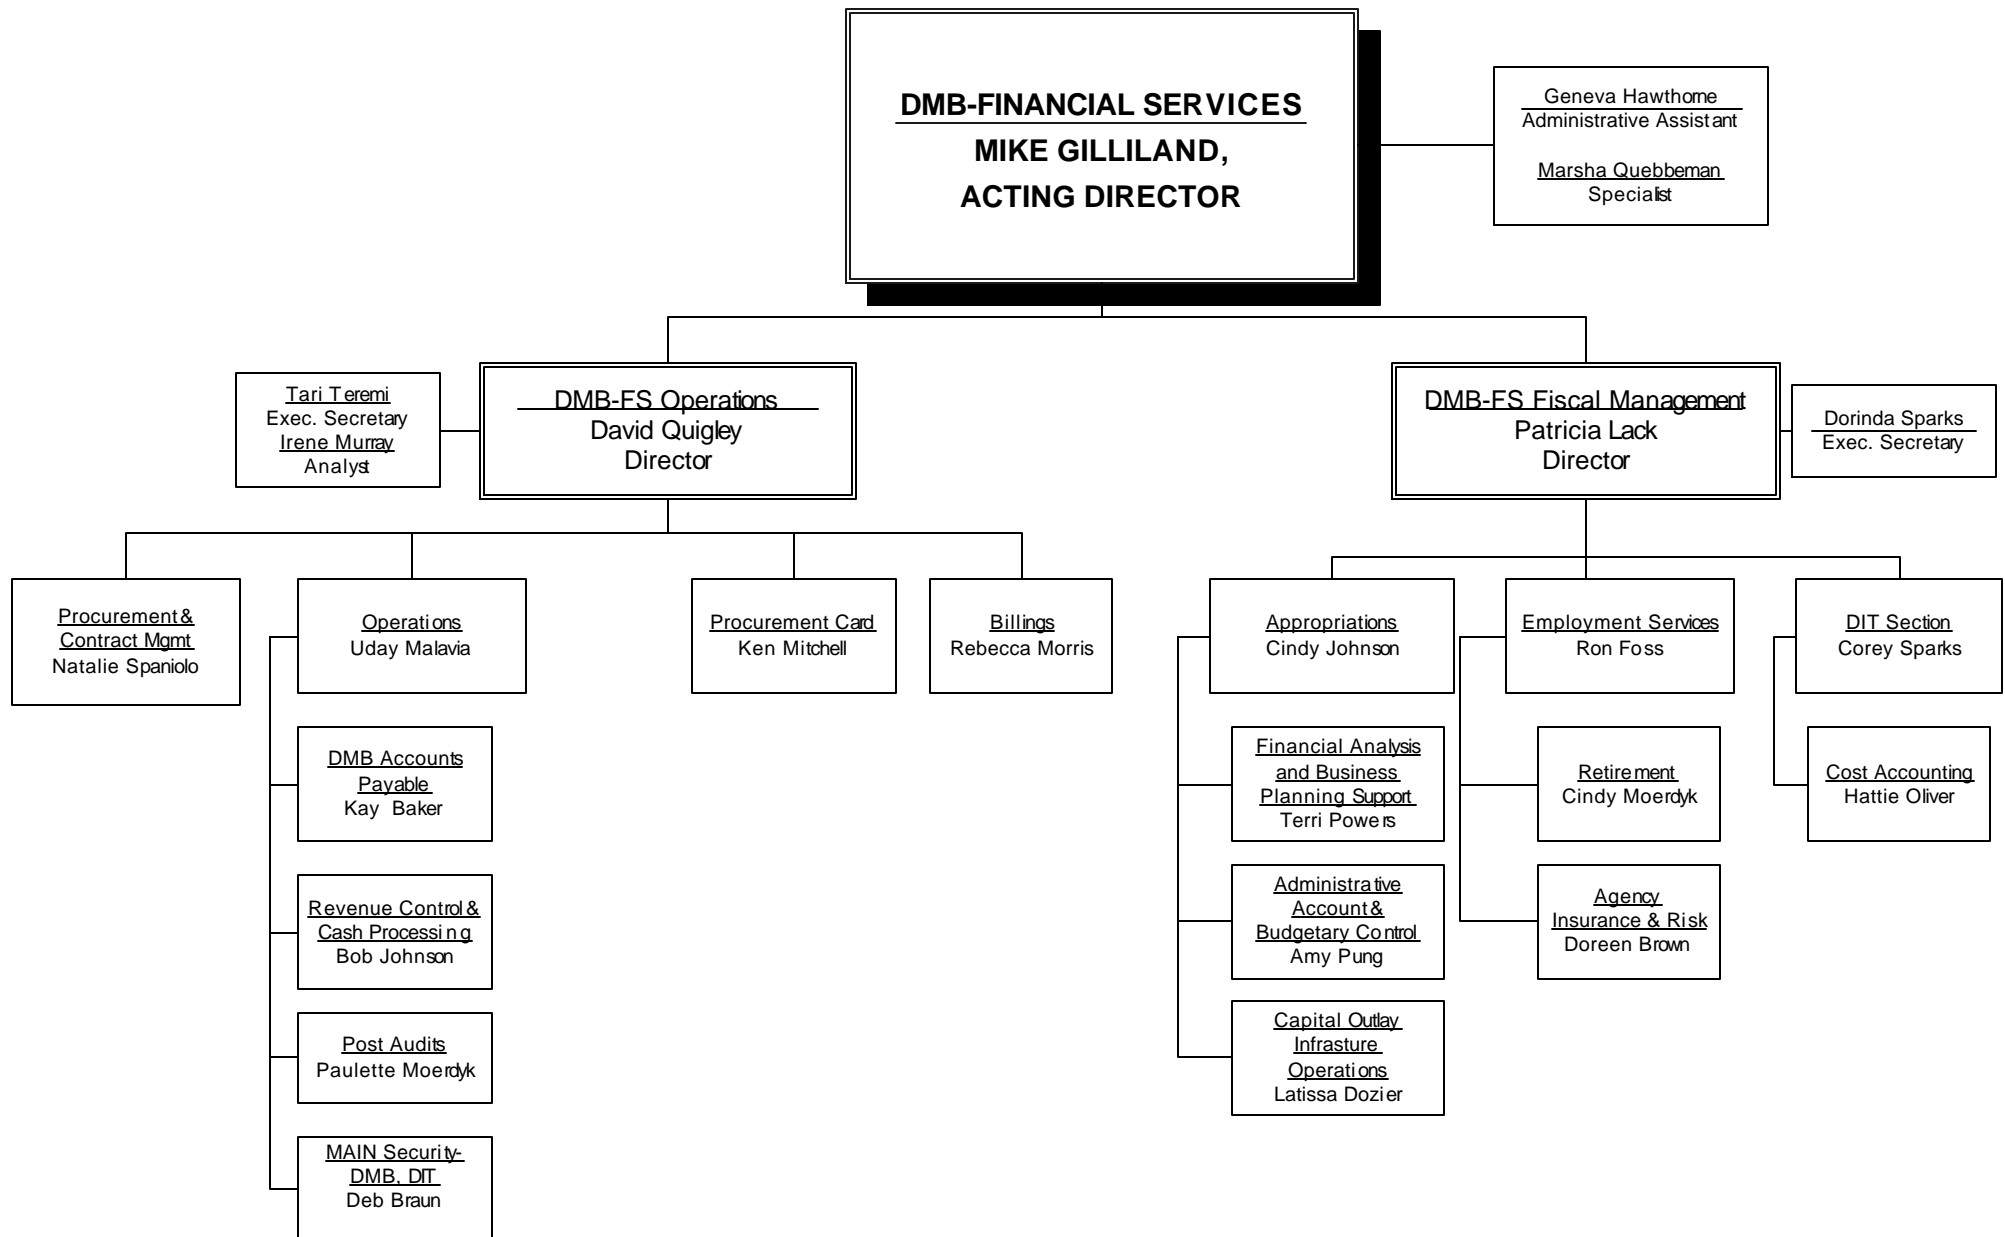 DMB-FINANCIAL SERVICES
MIKE GILLILAND,
ACTING DIRECTOR
Geneva Hawthorne
Administrative Assistant
Marsha Quebbeman
Specialist
Tari Teremi
Exec. Secretary
Irene Murray
Analyst
DMB-FS Operations
David Quigley
Director
DMB-FS Fiscal Management
Patricia Lack
Director
Dorinda Sparks
Exec. Secretary
Procurement &
Contract Mgmt
Natalie Spaniolo
Operations
Uday Malavia
Procurement Card
Ken Mitchell
Billings
Rebecca Morris
Appropriations
Cindy Johnson
Employment Services
Ron Foss
DIT Section
Corey Sparks
DMB Accounts
Payable
Kay Baker
Revenue Control &
Cash Processing
Bob Johnson
Post Audits
Paulette Moerdyk
MAIN Security-
DMB, DIT
Deb Braun
Financial Analysis
and Business
Planning Support
Terri Powers
Administrative
Account &
Budgetary Control
Amy Pung
Capital Outlay
Infrasture
Operations
Latissa Dozier
Retirement
Cindy Moerdyk
Agency
Insurance & Risk
Doreen Brown
Cost Accounting
Hattie Oliver